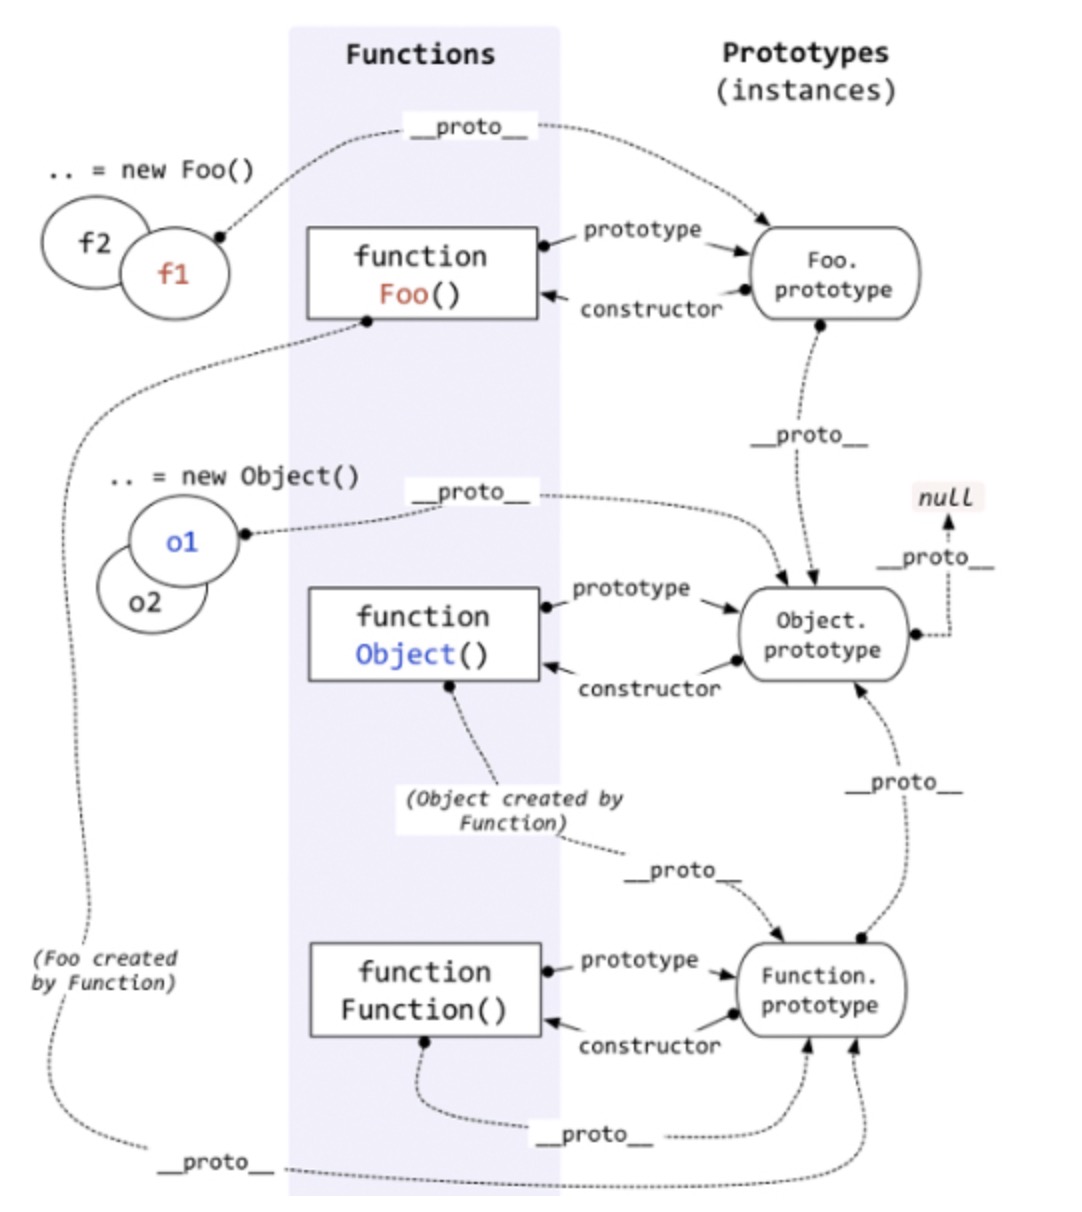 Functions
Prototypes
(instances)
__proto__
.. = new Foo()
f2
f1
function
Foo()
prototype
constructor
Foo.
prototype
__proto__
.. = new Object()
__proto__
null
__proto__
o1
o2
function
Object()
prototype
constructor
Object.
prototype
(Object created by
Function)
__proto__
__proto__
(Foo created
by Function)
function
Function()
prototype
constructor
Function.
prototype
__proto__
__proto__